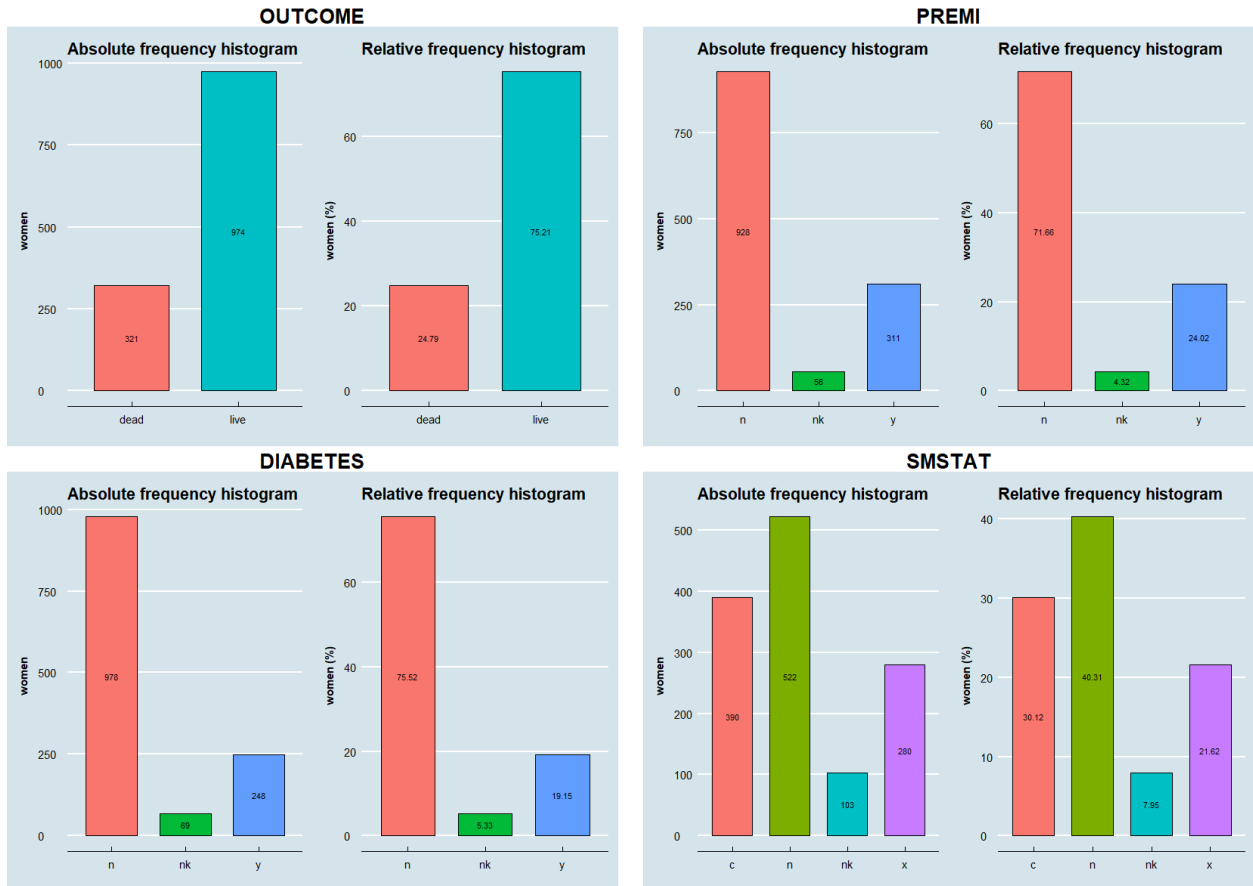 OUTCOME
Absolute frequency histogram
women
1000
750
500
250
0
321
974
dead
live
Relative frequency histogram
women (%)
60
40
20
0
24.79
75.21
dead
live
PREMI
Absolute frequency histogram
women
750
500
250
0
928
56
311
n
nk
y
Relative frequency histogram
women (%)
60
40
20
0
71.66
4.32
24.02
n
nk
y
DIABETES
Absolute frequency histogram
women
1000
750
500
250
0
978
69
248
n
nk
y
Relative frequency histogram
women (%)
60
40
20
0
75.52
5.33
19.15
n
nk
y
SMSTAT
Absolute frequency histogram
women
500
400
300
200
100
0
390
522
103
280
c
n
nk
x
Relative frequency histogram
women (%)
40
30
20
10
0
30.12
40.31
7.95
21.62
c
n
nk
x